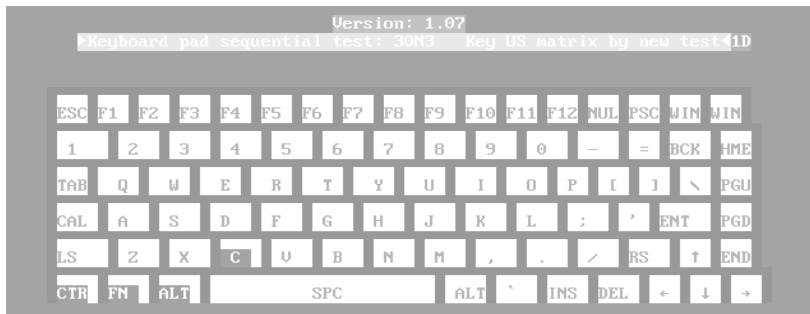 Version: 1.07
►Keyboard pad sequential test: 30N3 Key US matrix by new test◄1D
ESC F1 F2 F3 F4 F5 F6 F7 F8 F9 F10 F11 F12 NUL PSC WIN WIN
1 2 3 4 5 6 7 8 9 0 - = BCK HME
TAB Q W E R T Y U I O P [ ] \ PGU
CAL A S D F G H J K L ; ' ENT PGD
LS Z X C V B N M , . / RS ↑ END
CTR FN ALT SPC ALT ` INS DEL ← ↓ →